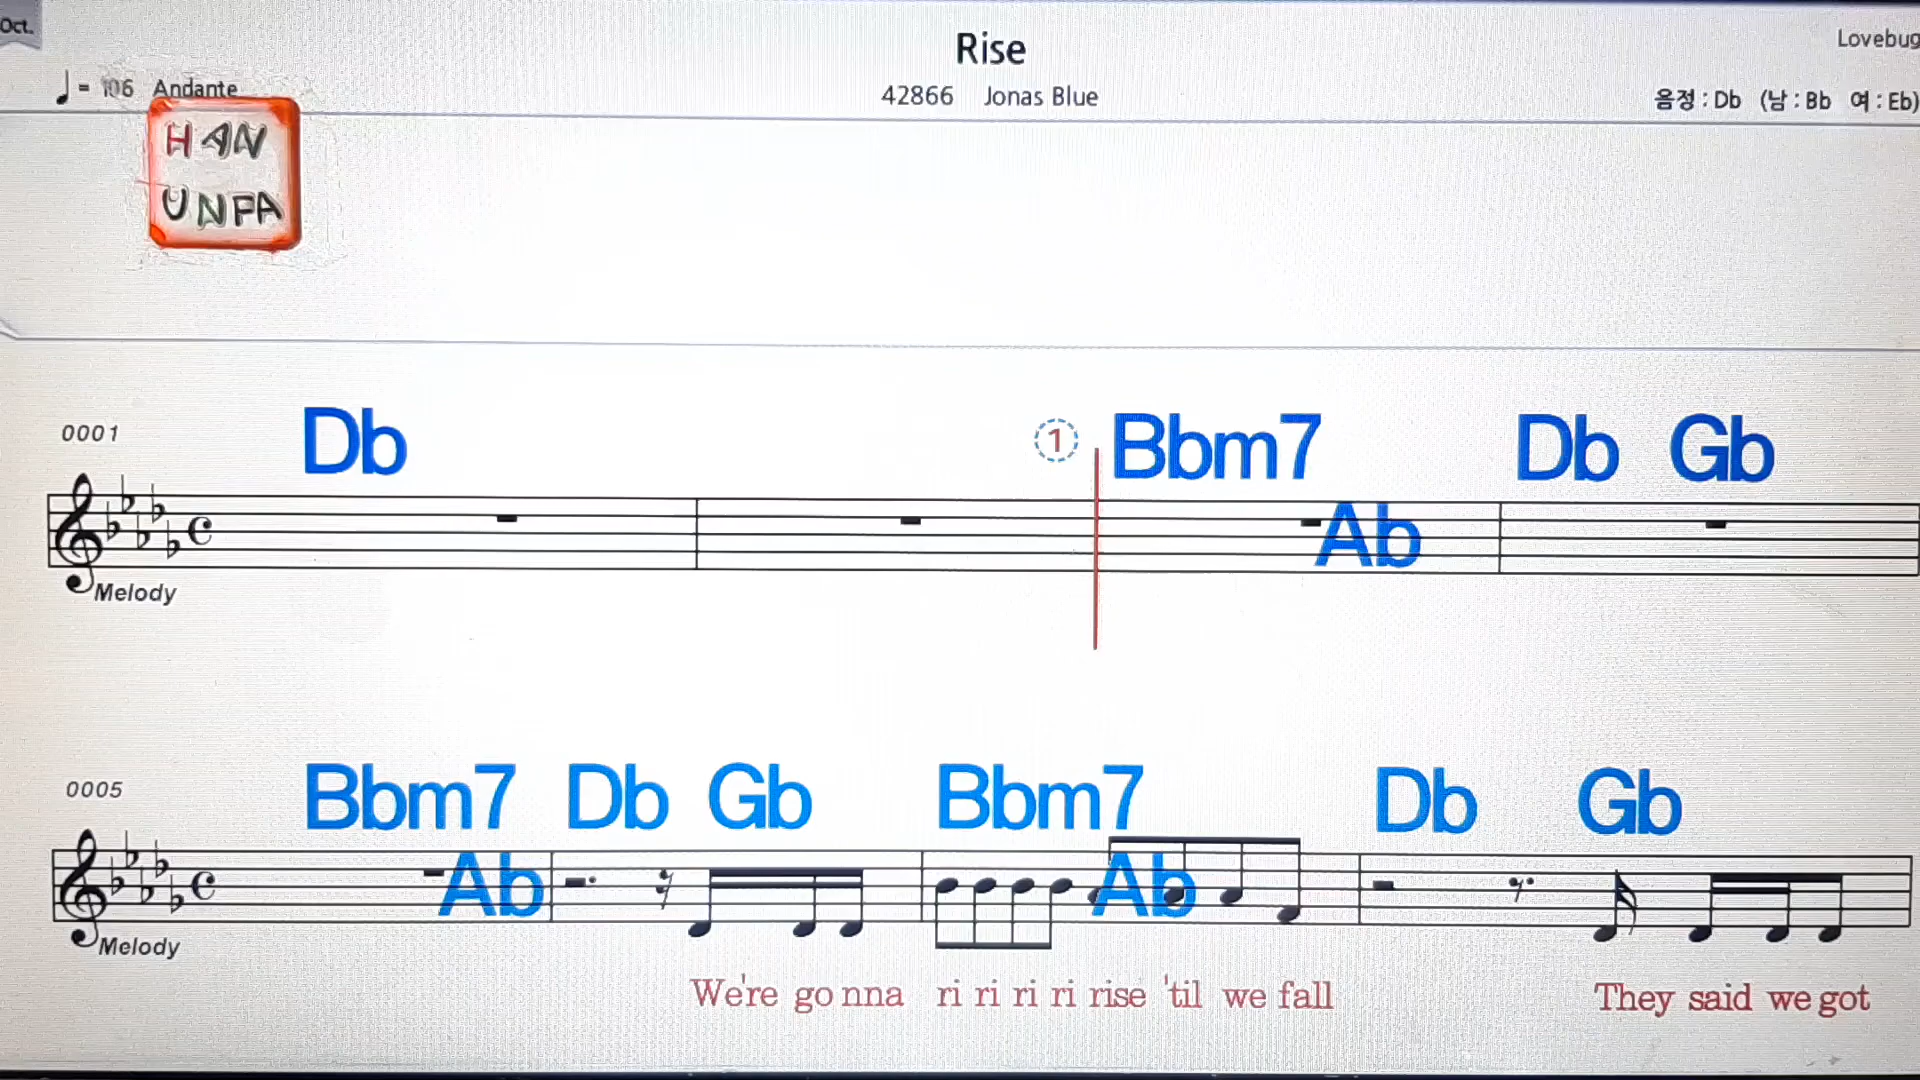 Oct.
Rise
Lovebug
♩= 106 Andante
42866 Jonas Blue
음정 : Db (남 : Bb 여 : Eb)
HAN
UNFA
0001
Db
1
Bbm7
Ab
Db
Gb
Melody
0005
Bbm7
Ab
Db
Gb
Bbm7
Ab
Db
Gb
Melody
We're go nna ri ri ri ri rise 'til we fall They said we got